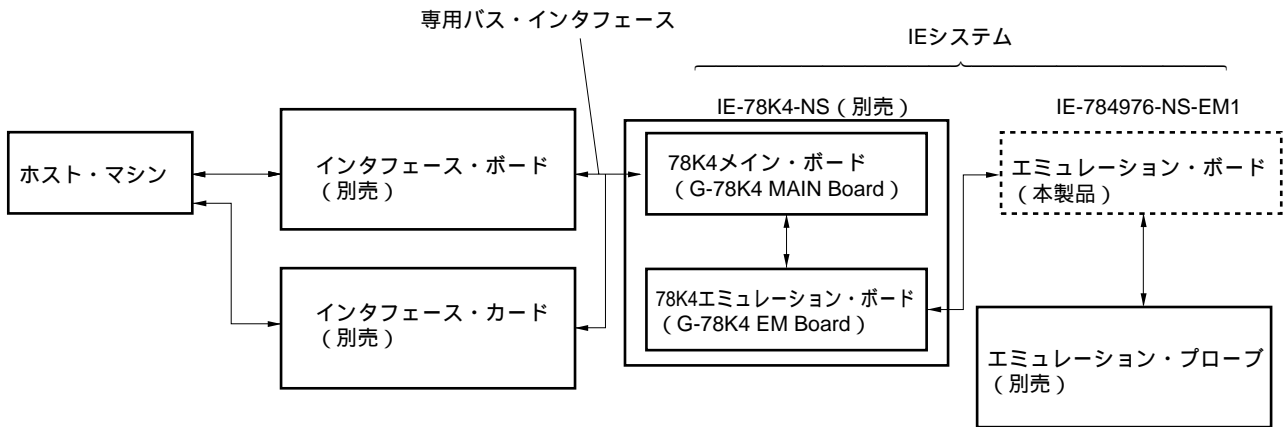 専用バス・インタフェース
IEシステム
IE-78K4-NS（別売）
IE-784976-NS-EM1
ホスト・マシン
インタフェース・ボード
（別売）
78K4メイン・ボード
（G-78K4 MAIN Board）
エミュレーション・ボード
（本製品）
インタフェース・カード
（別売）
78K4エミュレーション・ボード
（G-78K4 EM Board）
エミュレーション・プローブ
（別売）